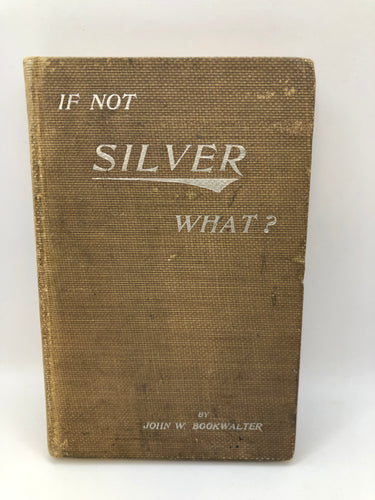 IF NOT
SILVER
WHAT?
BY
JOHN W. BOOKWALTER